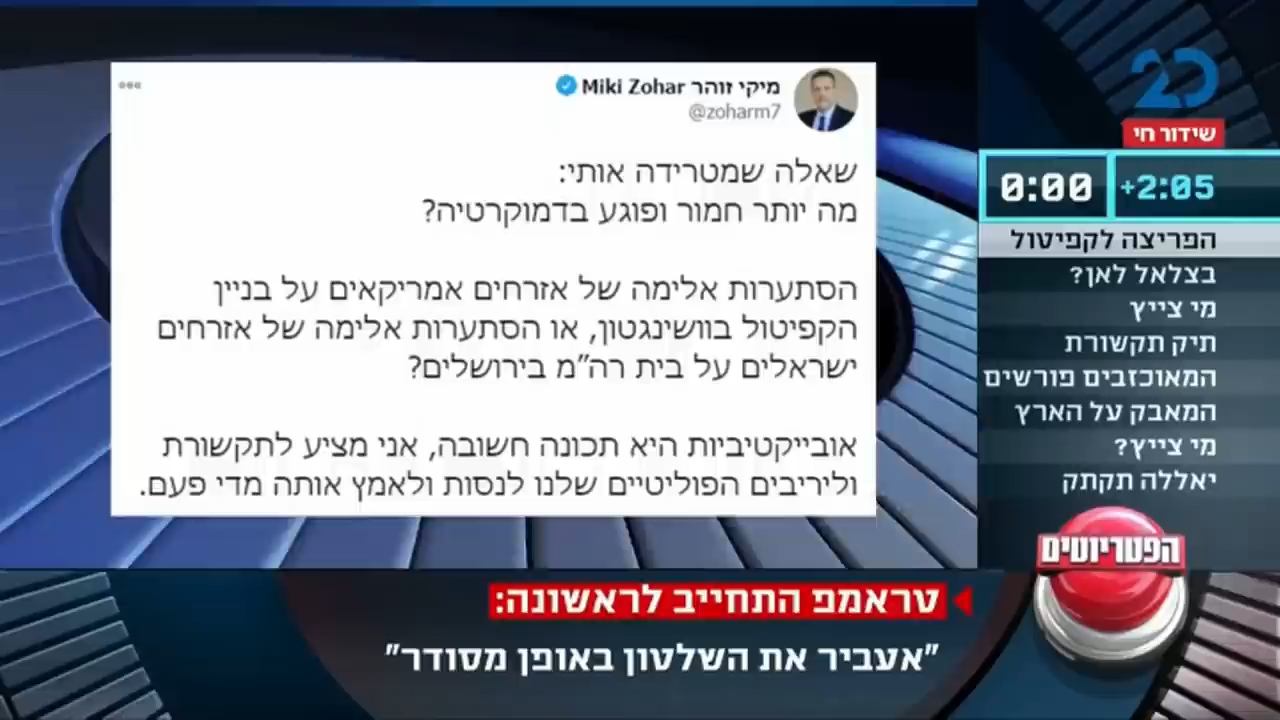 מיקי זוהר Miki Zohar
@zoharm7
שאלה שמטרידה אותי:
מה יותר חמור ופוגע בדמוקרטיה?
הסתערות אלימה של אזרחים אמריקאים על בניין
הקפיטול בוושינגטון, או הסתערות אלימה של אזרחים
ישראלים על בית רה"מ בירושלים?
אובייקטיביות היא תכונה חשובה, אני מציע לתקשורת
וליריבים הפוליטיים שלנו לנסות ולאמץ אותה מדי פעם.
20
שידור חי
0:00 +2:05
הפריצה לקפיטול
בצלאל לאן?
מי צייץ
תיק תקשורת
המאוכזבים פורשים
המאבק על הארץ
מי צייץ?
יאללה תקתק
הפטריוטים
טראמפ התחייב לראשונה:
"אעביר את השלטון באופן מסודר"